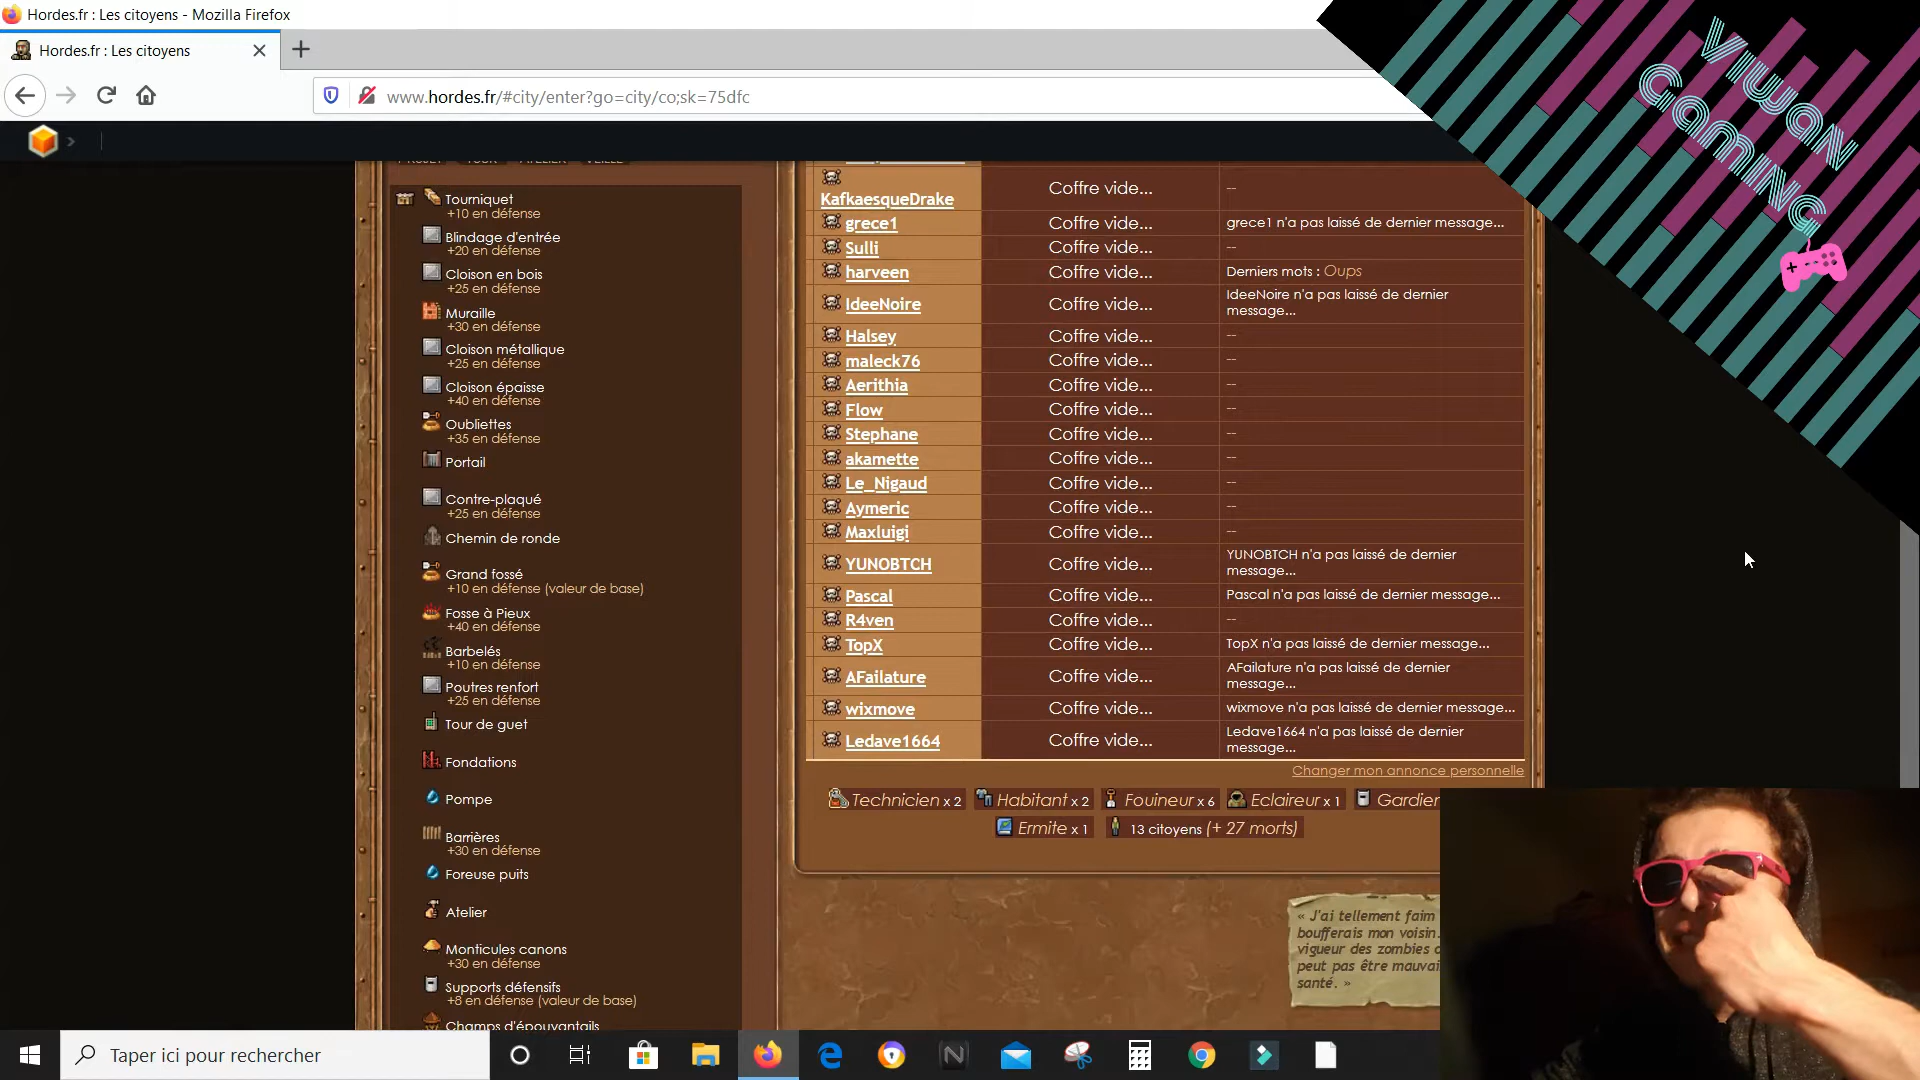 Hordes.fr : Les citoyens - Mozilla Firefox
Hordes.fr : Les citoyens
www.hordes.fr/#city/enter?go=city/co;sk=75dfc
VIWAN
GAMING
Tourniquet
+10 en défense
Blindage d'entrée
+20 en défense
Cloison en bois
+25 en défense
Muraille
+30 en défense
Cloison métallique
+25 en défense
Cloison épaisse
+40 en défense
Oubliettes
+35 en défense
Portail
Contre-plaqué
+25 en défense
Chemin de ronde
Grand fossé
+10 en défense (valeur de base)
Fosse à Pieux
+40 en défense
Barbelés
+10 en défense
Poutres renfort
+25 en défense
Tour de guet
Fondations
Pompe
Barrières
+30 en défense
Foreuse puits
Atelier
Monticules canons
+30 en défense
Supports défensifs
+8 en défense (valeur de base)
Champs d'épouvantails
KafkaesqueDrake Coffre vide... --
grece1 Coffre vide... grece1 n'a pas laissé de dernier message...
Sulli Coffre vide... --
harveen Coffre vide... Derniers mots : Oups
IdeeNoire Coffre vide... IdeeNoire n'a pas laissé de dernier
message...
Halsey Coffre vide... --
maleck76 Coffre vide... --
Aerithia Coffre vide... --
Flow Coffre vide... --
Stephane Coffre vide... --
akamette Coffre vide... --
Le_Nigaud Coffre vide... --
Aymeric Coffre vide... --
Maxluigi Coffre vide... --
YUNOBTCH Coffre vide... YUNOBTCH n'a pas laissé de dernier
message...
Pascal Coffre vide... Pascal n'a pas laissé de dernier message...
R4ven Coffre vide... --
TopX Coffre vide... TopX n'a pas laissé de dernier message...
AFailature Coffre vide... AFailature n'a pas laissé de dernier
message...
wixmove Coffre vide... wixmove n'a pas laissé de dernier message...
Ledave1664 Coffre vide... Ledave1664 n'a pas laissé de dernier
message...
Changer mon annonce personnelle
Technicien x 2 Habitant x 2 Fouineur x 6 Eclaireur x 1 Gardien
Ermite x 1 13 citoyens (+ 27 morts)
« J'ai tellement faim
boufferais mon voisin.
vigueur des zombies
peut pas être mauvai
santé. »
Taper ici pour rechercher